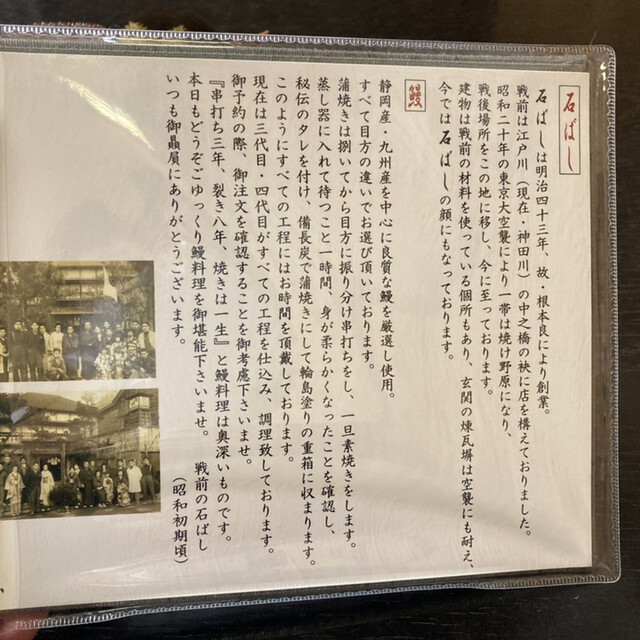 石ばし
石ばしは明治四十三年、故・根本良により創業。
戦前は江戸川（現在・神田川）の中之橋の袂に店を構えておりました。
昭和二十年の東京大空襲により一帯は焼け野原になり、
戦後場所をこの地に移し、今に至っております。
建物は戦前の材料を使っている個所もあり、玄関の煉瓦塀は空襲にも耐え、
今では石ばしの顔にもなっております。
鰻
静岡産・九州産を中心に良質な鰻を厳選し使用。
すべて目方の違いでお選び頂いております。
蒲焼きは捌いてから目方に振り分け串打ちをし、一旦素焼きをします。
蒸し器に入れて待つこと一時間、身が柔らかくなったことを確認し、
秘伝のタレを付け、備長炭で蒲焼きにして輪島塗りの重箱に収まります。
このようにすべての工程にはお時間を頂戴しております。
現在は三代目・四代目がすべての工程を仕込み、調理致しております。
御予約の際、御注文を確認することを御考慮下さいませ。
『串打ち三年、裂き八年、焼きは一生』と鰻料理は奥深いものです。
本日もどうぞごゆっくり鰻料理を御堪能下さいませ。
いつも御贔屓にありがとうございます。
戦前の石ばし
（昭和初期頃）